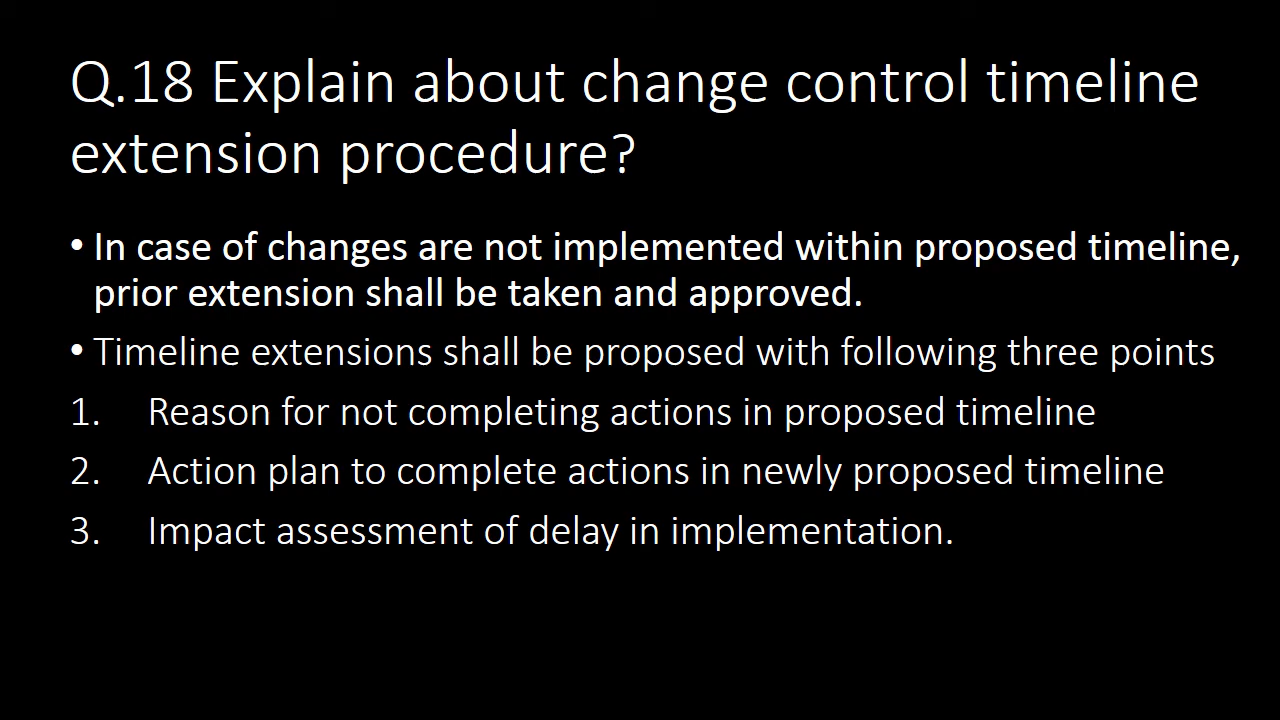 Q.18 Explain about change control timeline
extension procedure?
• In case of changes are not implemented within proposed timeline,
prior extension shall be taken and approved.
• Timeline extensions shall be proposed with following three points
1. Reason for not completing actions in proposed timeline
2. Action plan to complete actions in newly proposed timeline
3. Impact assessment of delay in implementation.